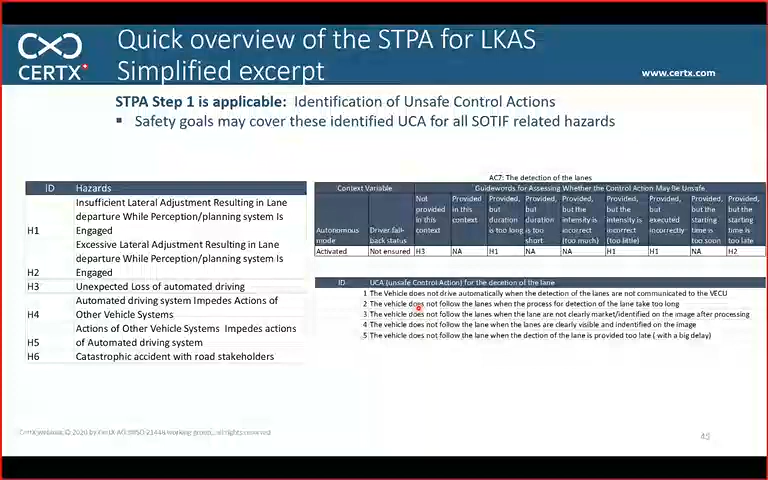 Quick overview of the STPA for LKAS
Simplified excerpt
CERTX
www.certx.com
STPA Step 1 is applicable: Identification of Unsafe Control Actions
▪ Safety goals may cover these identified UCA for all SOTIF related hazards
ID Hazards
Insufficient Lateral Adjustment Resulting in Lane
departure While Perception/planning system Is
H1 Engaged
Excessive Lateral Adjustment Resulting in Lane
departure While Perception/planning system Is
H2 Engaged
H3 Unexpected Loss of automated driving
Automated driving system Impedes Actions of
H4 Other Vehicle Systems
Actions of Other Vehicle Systems Impedes actions
H5 of Automated driving system
H6 Catastrophic accident with road stakeholders
AC7: The detection of the lanes
Context Variable Guidewords for Assessing Whether the Control Action May Be Unsafe
Autonomous mode
Driver fall-back status
Not provided in this context
Provided in this context
Provided, but duration is too long
Provided, but duration is too short
Provided, but the intensity is incorrect (too much)
Provided, but the intensity is incorrect (too little)
Provided, but executed incorrectly
Provided, but the starting time is too soon
Provided, but the starting time is too late
Activated Not ensured H3 NA H1 NA NA H1 H1 NA H2
ID UCA (unsafe Control Action) for the decetion of the lane
1 The Vehicle does not drive automatically when the detection of the lanes are not communicated to the VECU
2 The vehicle does not follow the lanes when the process for detection of the lane take too long
3 The vehicle does not follow the lanes when the lane are not clearly market/identified on the image after processing
4 The vehicle does not follow the lane when the lanes are clearly visible and indentified on the image
5 The vehicle does not follow the lane when the dection of the lane is provided too late ( with a big delay)
© 2020 by CertX AG
all rights reserved